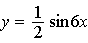 y = 1/2 sin6x